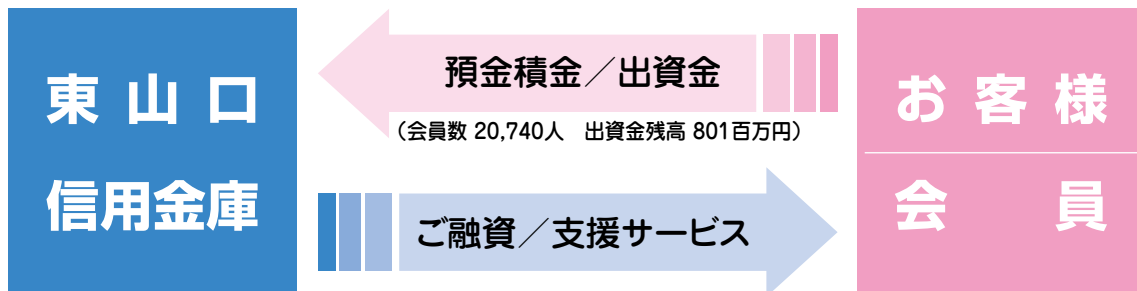 東山口
信用金庫
預金積金／出資金
（会員数 20,740人　出資金残高 801百万円）
ご融資／支援サービス
お客様
会員